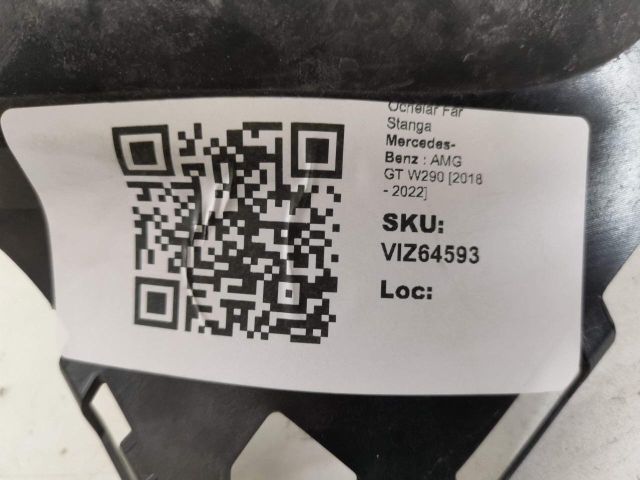 Ochelar Far
Stanga
Mercedes-
Benz : AMG
GT W290 [2018
- 2022]
SKU:
VIZ64593
Loc: